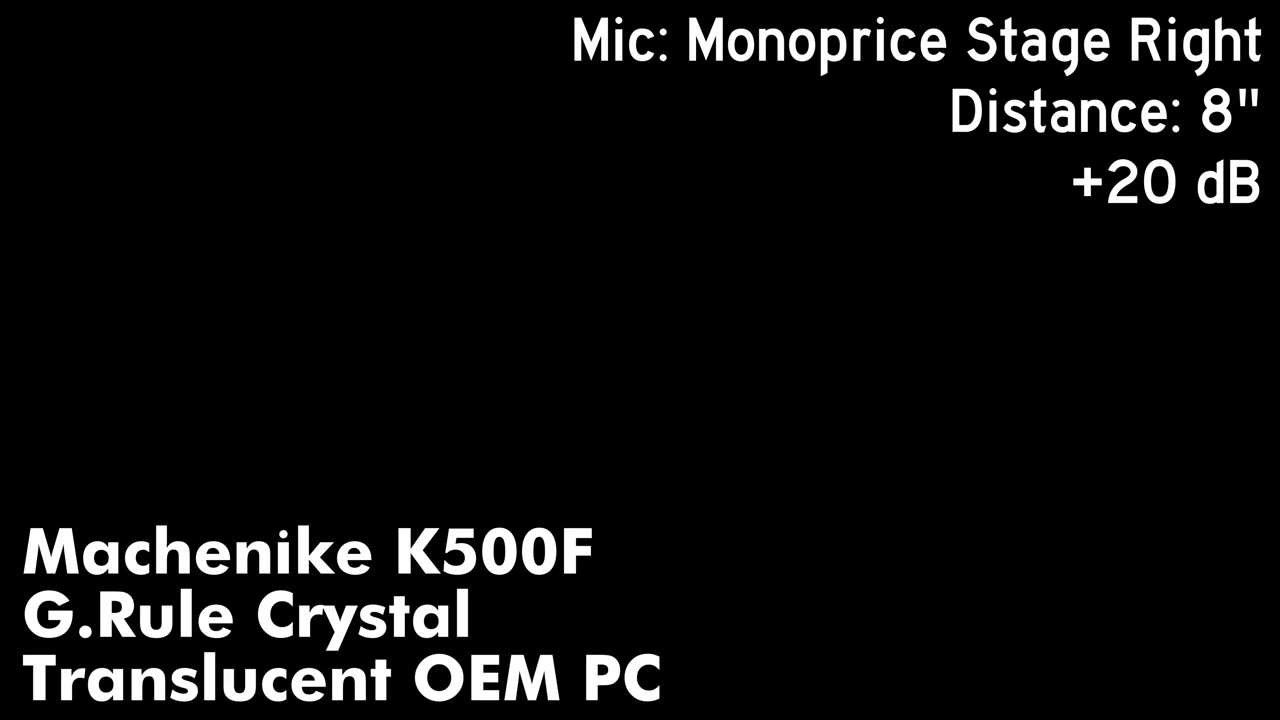 Mic: Monoprice Stage Right
Distance: 8"
+20 dB
Machenike K500F
G.Rule Crystal
Translucent OEM PC